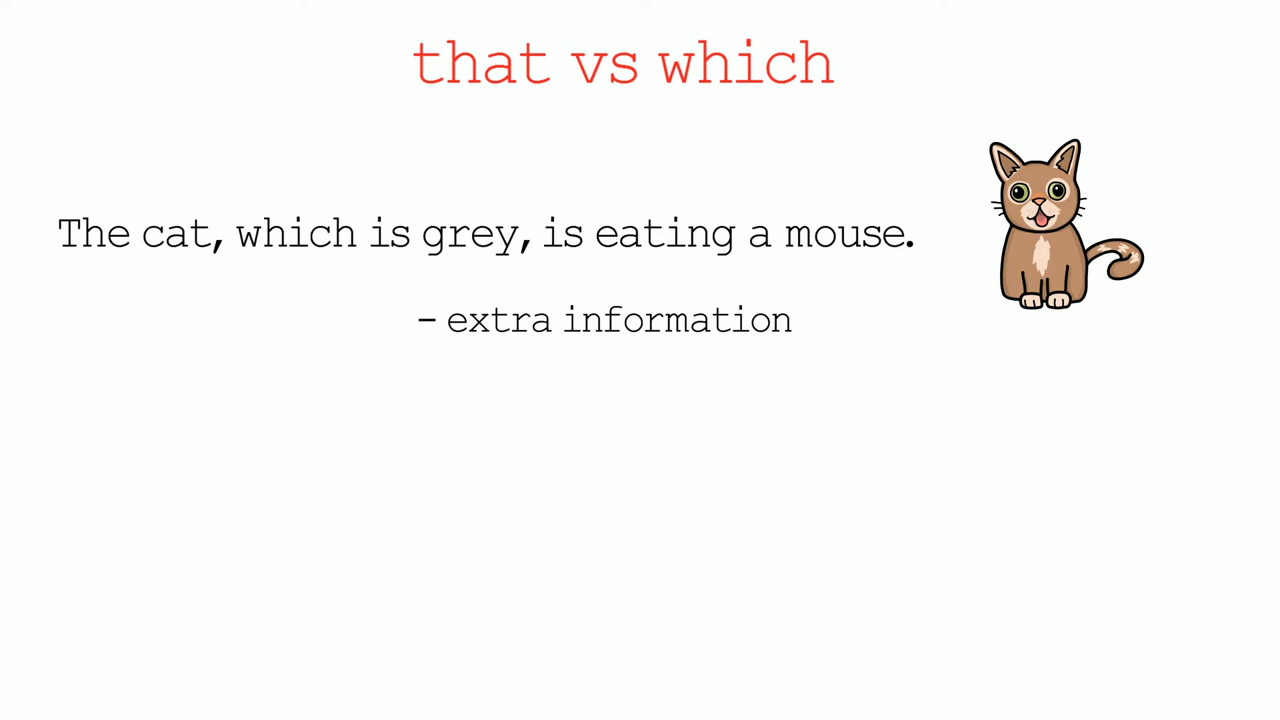 that vs which
The cat, which is grey, is eating a mouse.
- extra information